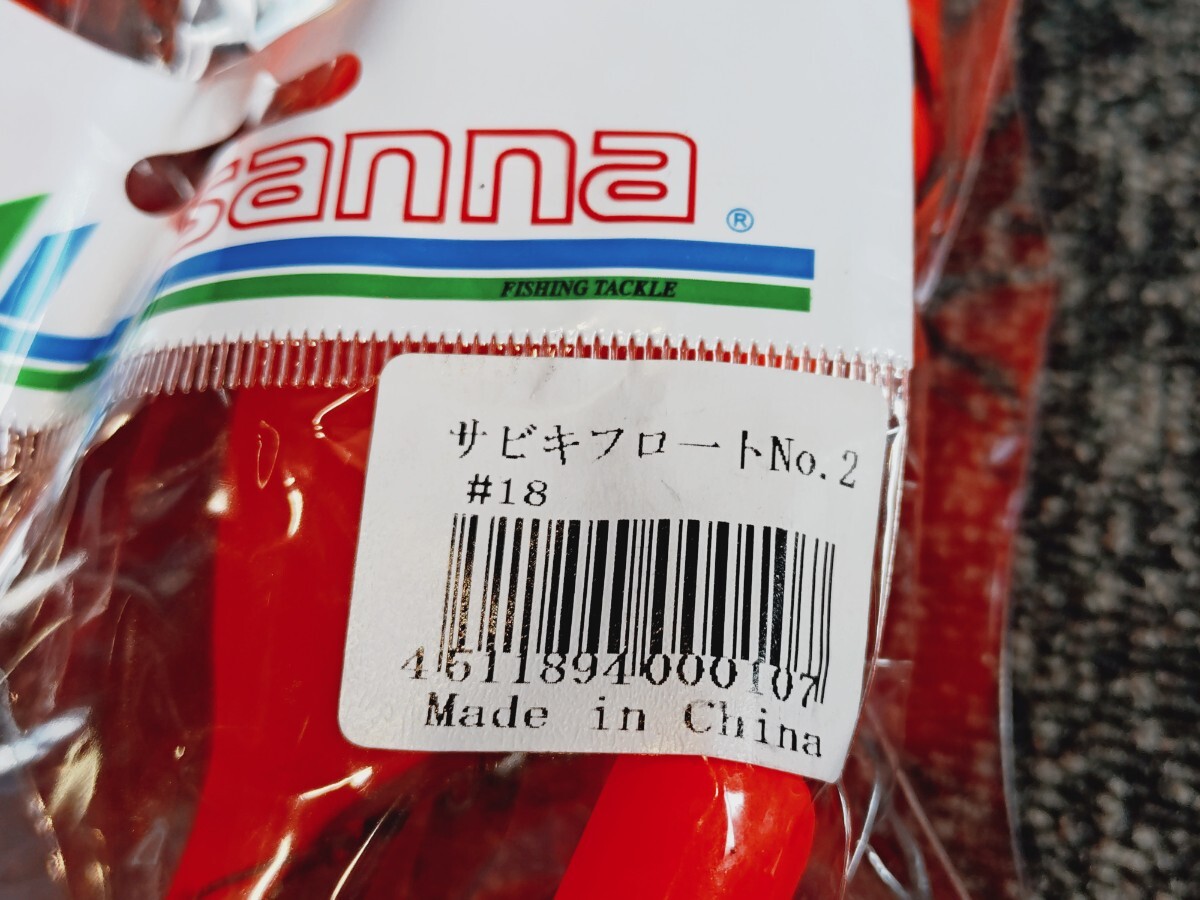 sanna ®
FISHING TACKLE
サビキフロートNo.2
#18
4511894000107
Made in China